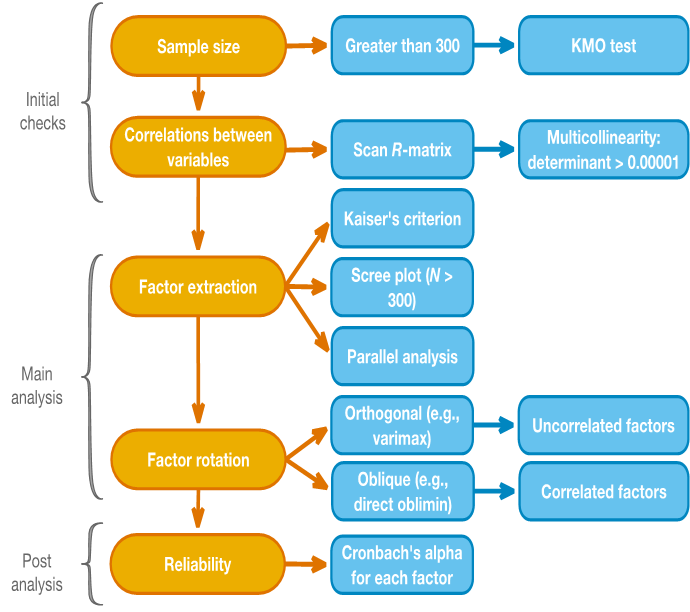 Sample size
Greater than 300
KMO test
Initial
checks
Correlations between
variables
Scan R-matrix
Multicollinearity:
determinant > 0.00001
Kaiser's criterion
Factor extraction
Scree plot (N >
300)
Parallel analysis
Main
analysis
Orthogonal (e.g.,
varimax)
Uncorrelated factors
Factor rotation
Oblique (e.g.,
direct oblimin)
Correlated factors
Post
analysis
Reliability
Cronbach's alpha
for each factor